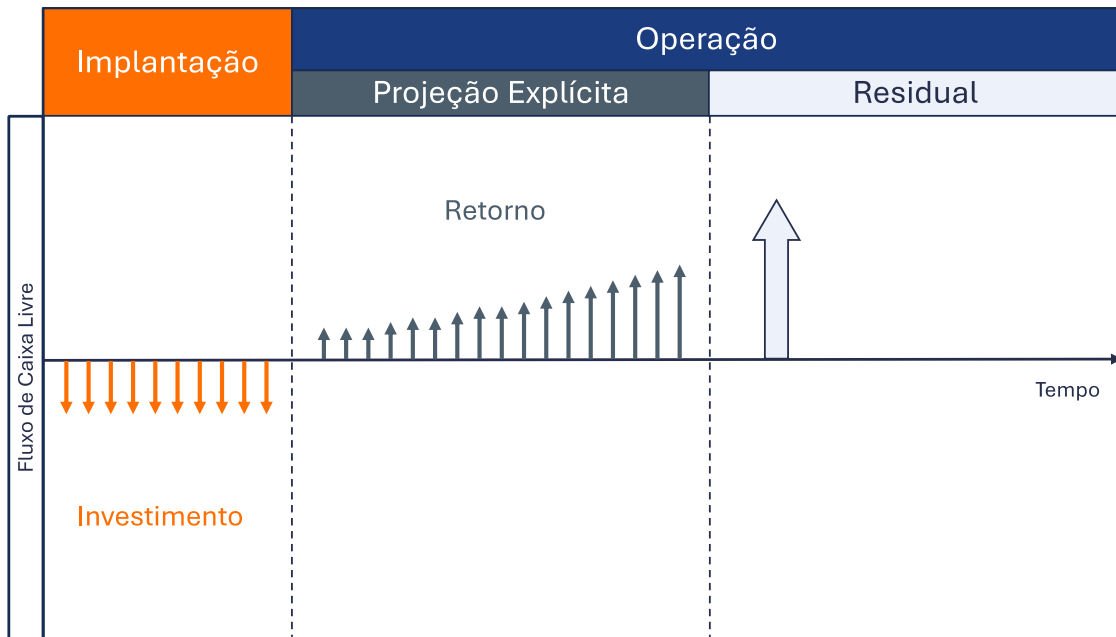 Implantação
Operação
Projeção Explícita
Residual
Retorno
Fluxo de Caixa Livre
Tempo
Investimento